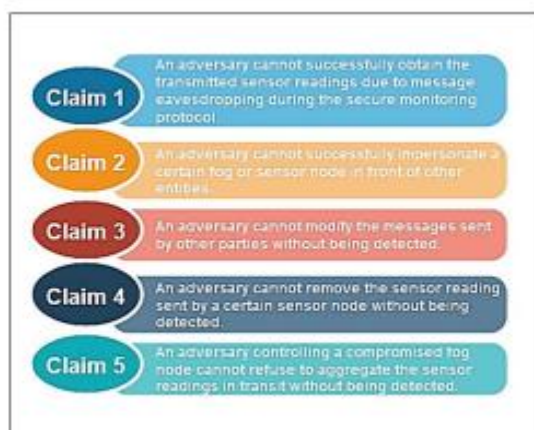 Claim 1
An adversary cannot successfully obtain the
transmitted sensor readings due to message
eavesdropping during the secure monitoring
protocol
Claim 2
An adversary cannot successfully impersonate a
certain fog or sensor node in front of other
entities.
Claim 3
An adversary cannot modify the messages sent
by other parties without being detected.
Claim 4
An adversary cannot remove the sensor reading
sent by a certain sensor node without being
detected.
Claim 5
An adversary controlling a compromised fog
node cannot refuse to aggregate the sensor
readings in transit without being detected.